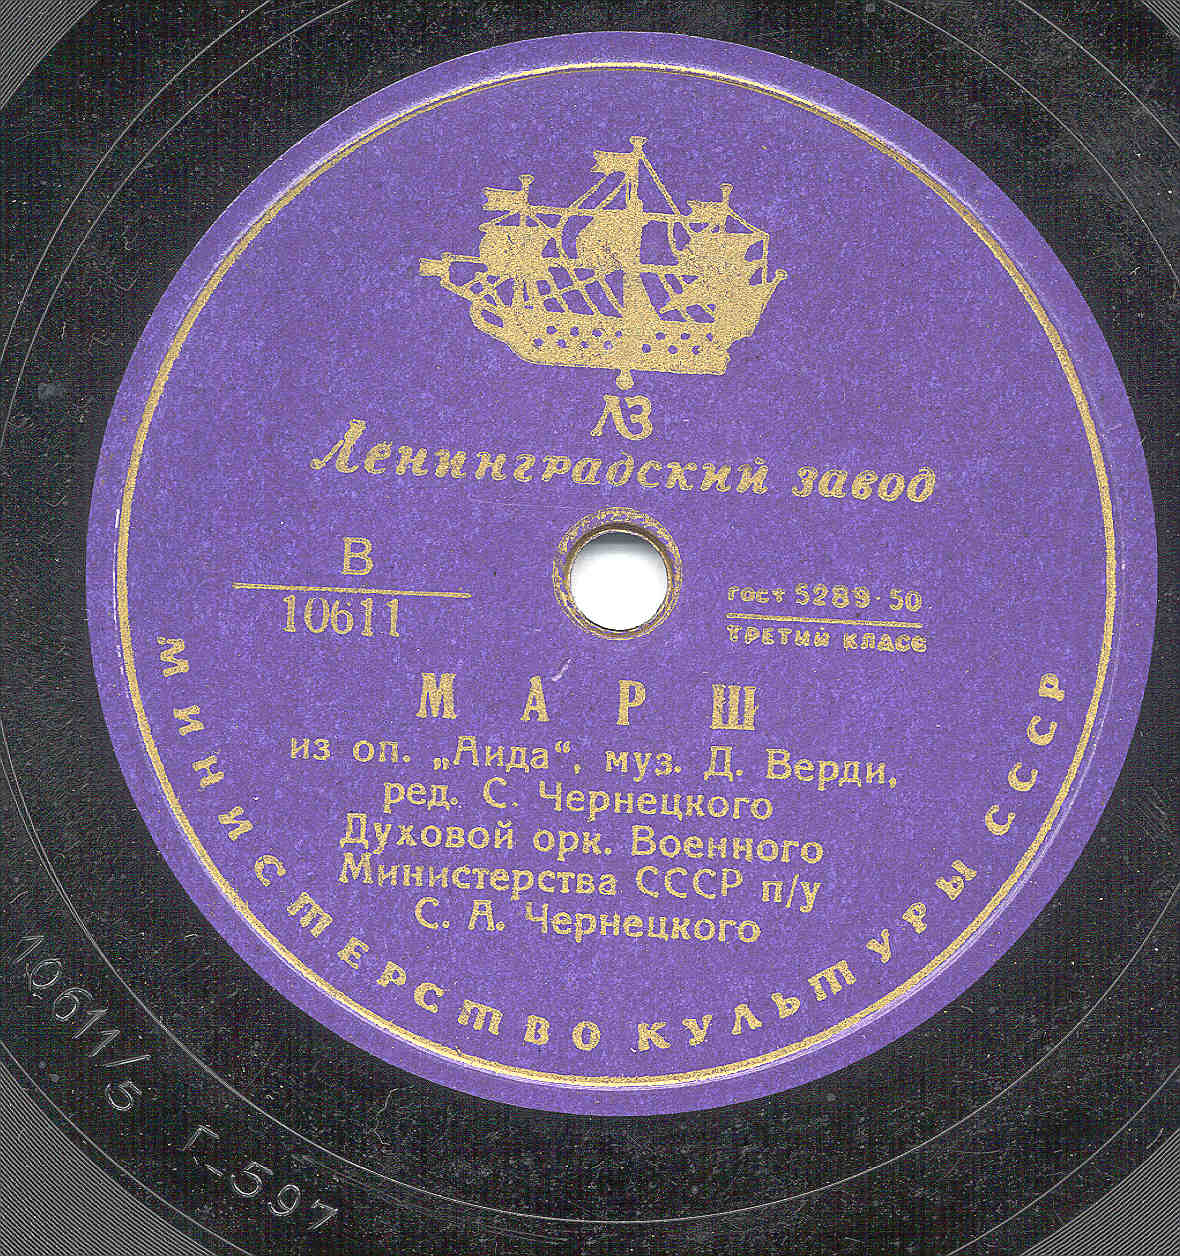 ЛЗ
Ленинградский завод
В
10611
ГОСТ 5289-50
ТРЕТИЙ КЛАСС
МАРШ
из оп. „Аида“, муз. Д. Верди,
ред. С. Чернецкого
Духовой орк. Военного
Министерства СССР п/у
С. А. Чернецкого
МИНИСТЕРСТВО КУЛЬТУРЫ СССР
10611/5 Г-597